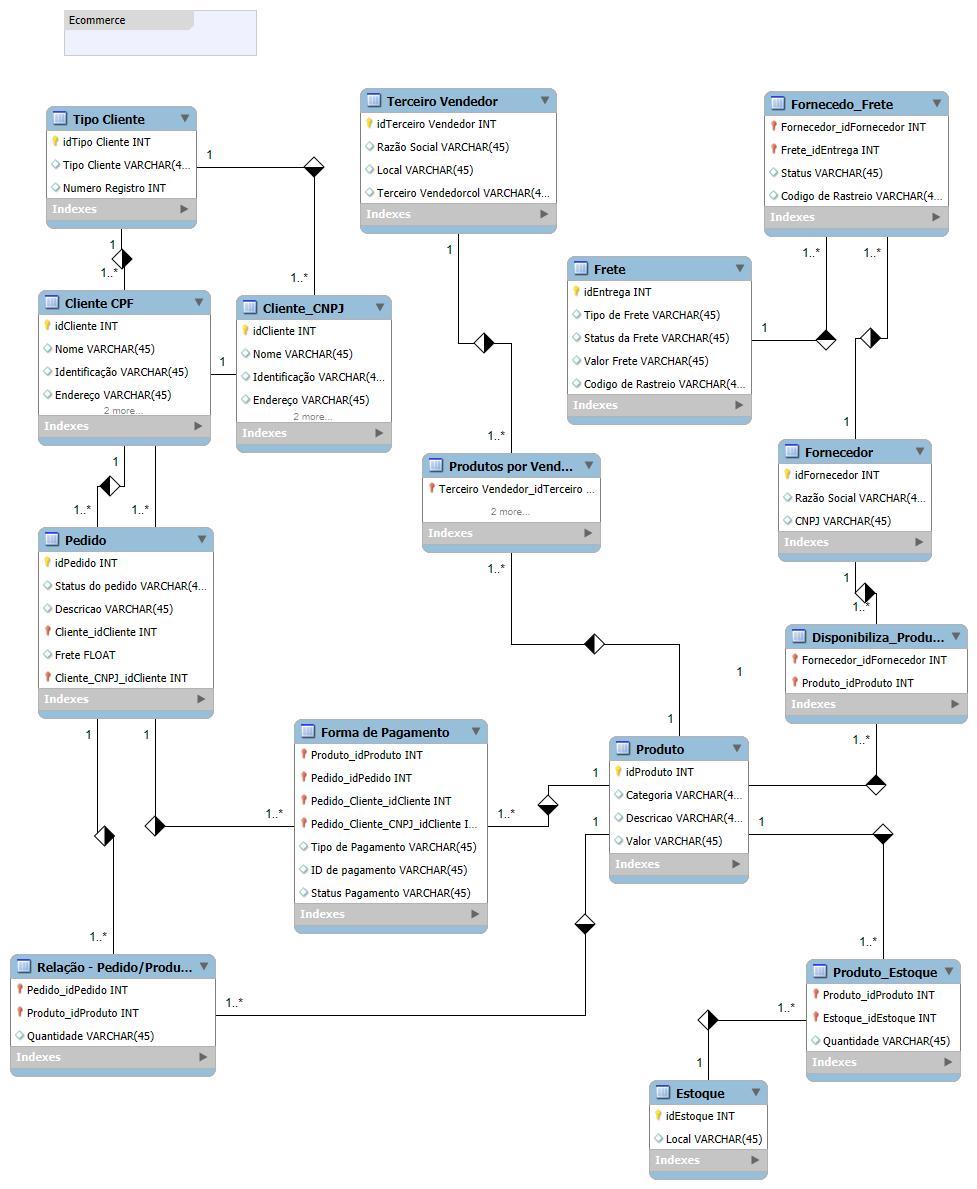 Ecommerce
Tipo Cliente
idTipo Cliente INT
Tipo Cliente VARCHAR(4...
Numero Registro INT
Indexes
Terceiro Vendedor
idTerceiro Vendedor INT
Razão Social VARCHAR(45)
Local VARCHAR(45)
Terceiro Vendedorcol VARCHAR(4...
Indexes
Fornecedo_Frete
Fornecedor_idFornecedor INT
Frete_idEntrega INT
Status VARCHAR(45)
Codigo de Rastreio VARCHAR(4...
Indexes
1
1..*
1
1..*
1
1..*
1..*
1..*
1
Frete
idEntrega INT
Tipo de Frete VARCHAR(45)
Status da Frete VARCHAR(45)
Valor Frete VARCHAR(45)
Codigo de Rastreio VARCHAR(4...
Indexes
1
Cliente CPF
idCliente INT
Nome VARCHAR(45)
Identificação VARCHAR(45)
Endereço VARCHAR(45)
2 more...
Indexes
1
Cliente_CNPJ
idCliente INT
Nome VARCHAR(45)
Identificação VARCHAR(4...
Endereço VARCHAR(45)
2 more...
Indexes
Produtos por Vend...
Terceiro Vendedor_idTerceiro ...
2 more...
Indexes
1..*
Fornecedor
idFornecedor INT
Razão Social VARCHAR(4...
CNPJ VARCHAR(45)
Indexes
1
1..*
1
1..*
1..*
Pedido
idPedido INT
Status do pedido VARCHAR(4...
Descricao VARCHAR(45)
Cliente_idCliente INT
Frete FLOAT
Cliente_CNPJ_idCliente INT
Indexes
Disponibiliza_Produ...
Fornecedor_idFornecedor INT
Produto_idProduto INT
Indexes
1
1
1..*
1
1
Forma de Pagamento
Produto_idProduto INT
Pedido_idPedido INT
Pedido_Cliente_idCliente INT
Pedido_Cliente_CNPJ_idCliente I...
Tipo de Pagamento VARCHAR(45)
ID de pagamento VARCHAR(45)
Status Pagamento VARCHAR(45)
Indexes
1..*
1..*
1
1
Produto
idProduto INT
Categoria VARCHAR(4...
Descricao VARCHAR(4...
Valor VARCHAR(45)
Indexes
1
1..*
1..*
Relação - Pedido/Produ...
Pedido_idPedido INT
Produto_idProduto INT
Quantidade VARCHAR(45)
Indexes
1..*
Produto_Estoque
Produto_idProduto INT
Estoque_idEstoque INT
Quantidade VARCHAR(45)
Indexes
1..*
1
Estoque
idEstoque INT
Local VARCHAR(45)
Indexes